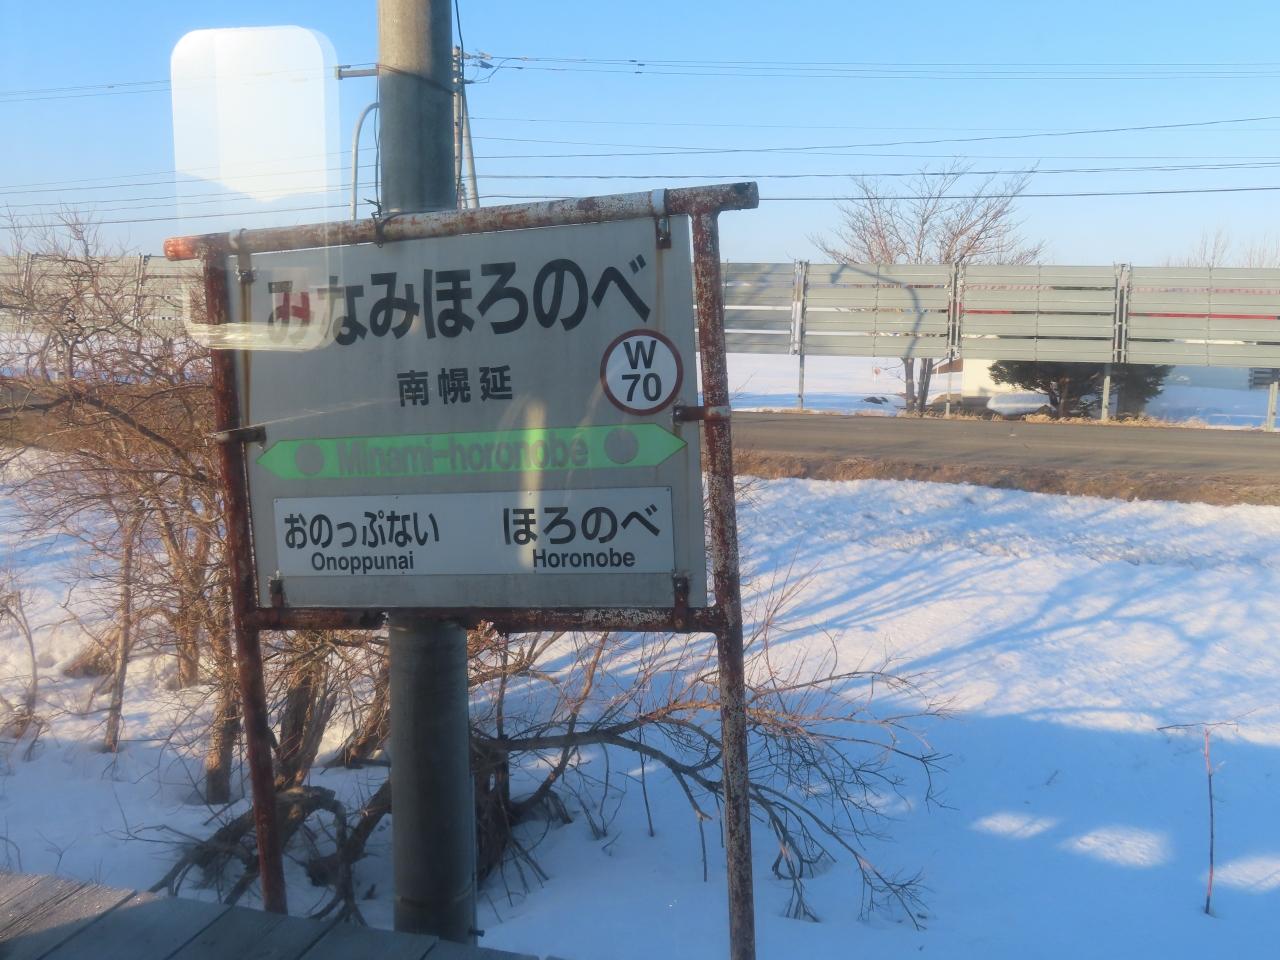 みなみほろのべ
南幌延
W
70
Minami-horonobe
おのっぷない
Onoppunai
ほろのべ
Horonobe